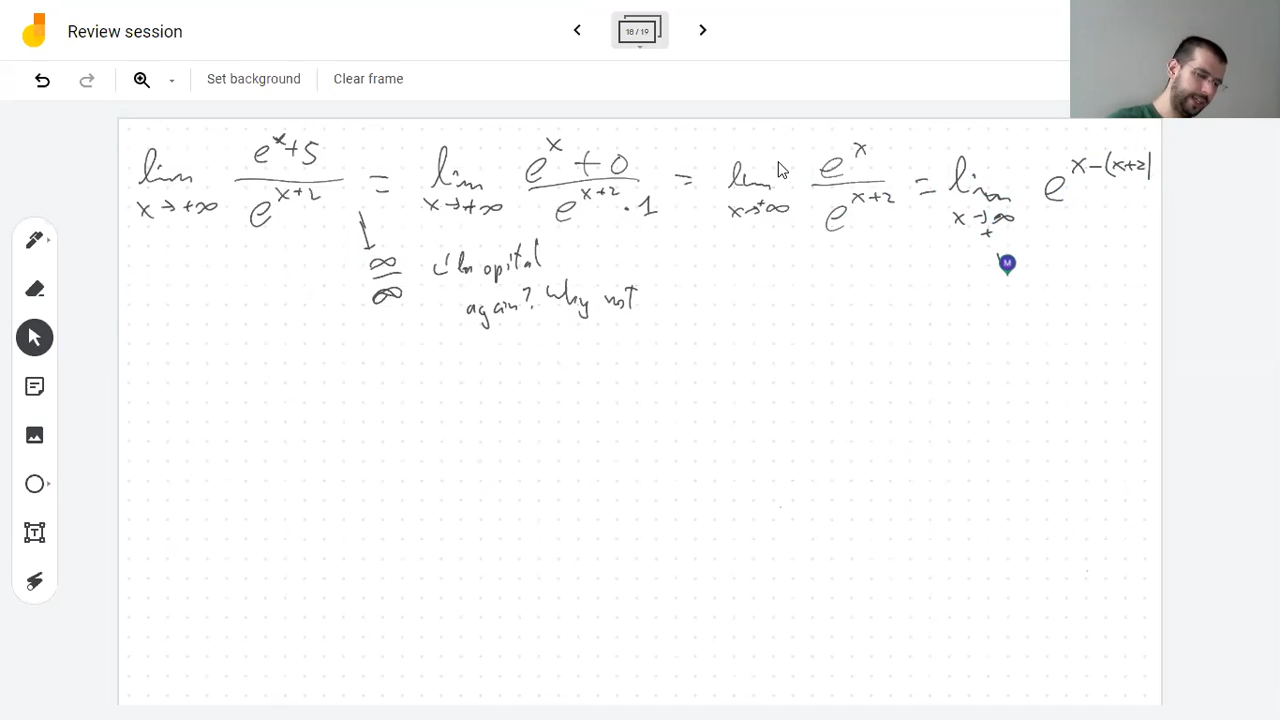 Review session
18 / 19
Set background
Clear frame
lim x→+∞ (e^x+5)/(e^(x+2)) = lim x→+∞ (e^x + 0)/(e^(x+2) · 1) = lim x→+∞ e^x/e^(x+2) = lim x→+∞ e^(x-(x+2)
∞/∞ L'hopital
again? Why not
M
T